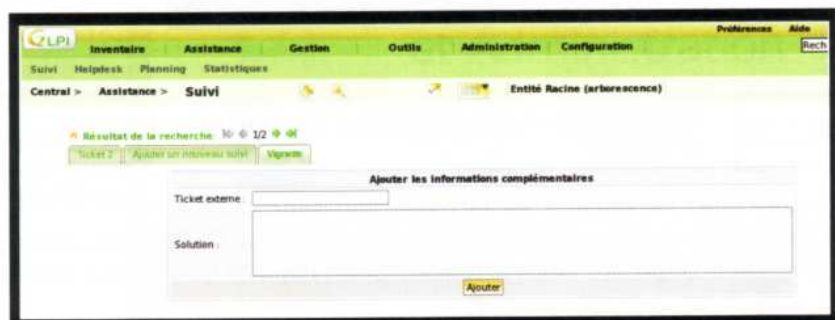 GLPI
Préférences Aide
Inventaire Assistance Gestion Outils Administration Configuration
Rech
Suivi Helpdesk Planning Statistiques
Central > Assistance > Suivi Entité Racine (arborescence)
Résultat de la recherche 1/2
Ticket 2 Ajouter un nouveau suivi Vignette
Ajouter les informations complémentaires
Ticket externe :
Solution :
Ajouter